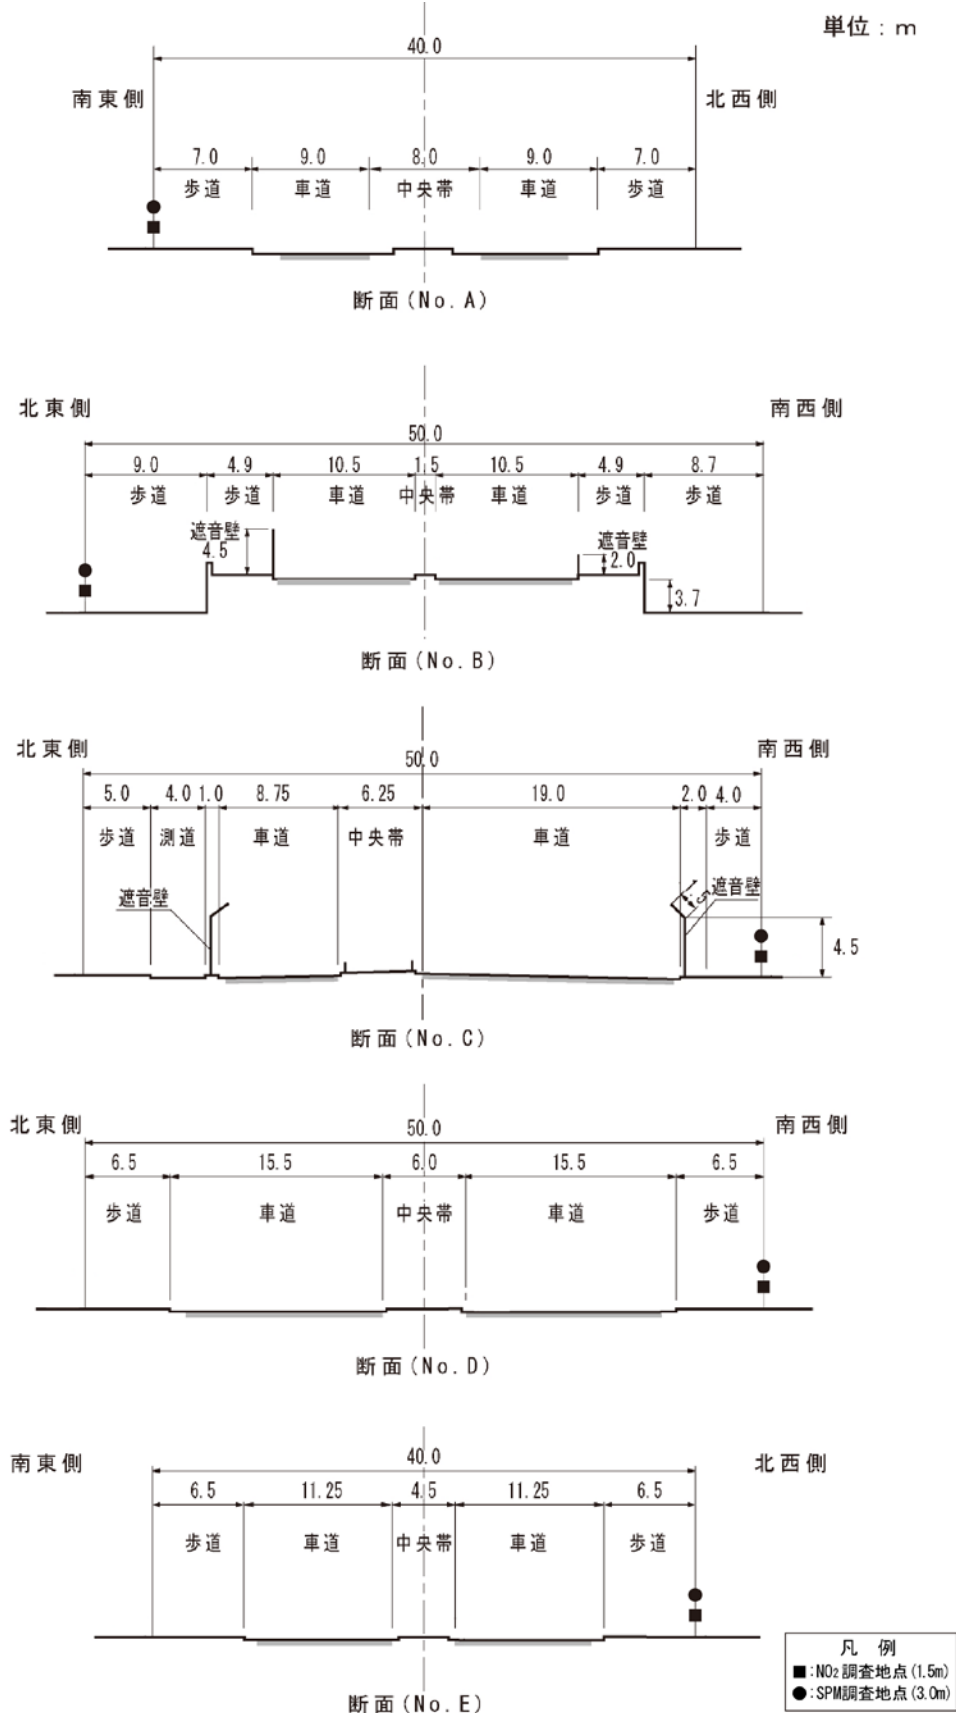 単位：m
40.0
南東側 北西側
7.0 9.0 8.0 9.0 7.0
歩道 車道 中央帯 車道 歩道
断面(No.A)
北東側 南西側
50.0
9.0 4.9 10.5 1.5 10.5 4.9 8.7
歩道 歩道 車道 中央帯 車道 歩道 歩道
遮音壁 遮音壁
4.5 2.0
3.7
断面(No.B)
北東側 南西側
50.0
5.0 4.0 1.0 8.75 6.25 19.0 2.0 4.0
歩道 測道 車道 中央帯 車道 歩道
遮音壁 遮音壁
1.5
4.5
断面(No.C)
北東側 南西側
50.0
6.5 15.5 6.0 15.5 6.5
歩道 車道 中央帯 車道 歩道
断面(No.D)
南東側 北西側
40.0
6.5 11.25 4.5 11.25 6.5
歩道 車道 中央帯 車道 歩道
断面(No.E)
凡 例
■:NO₂調査地点(1.5m)
●:SPM調査地点(3.0m)